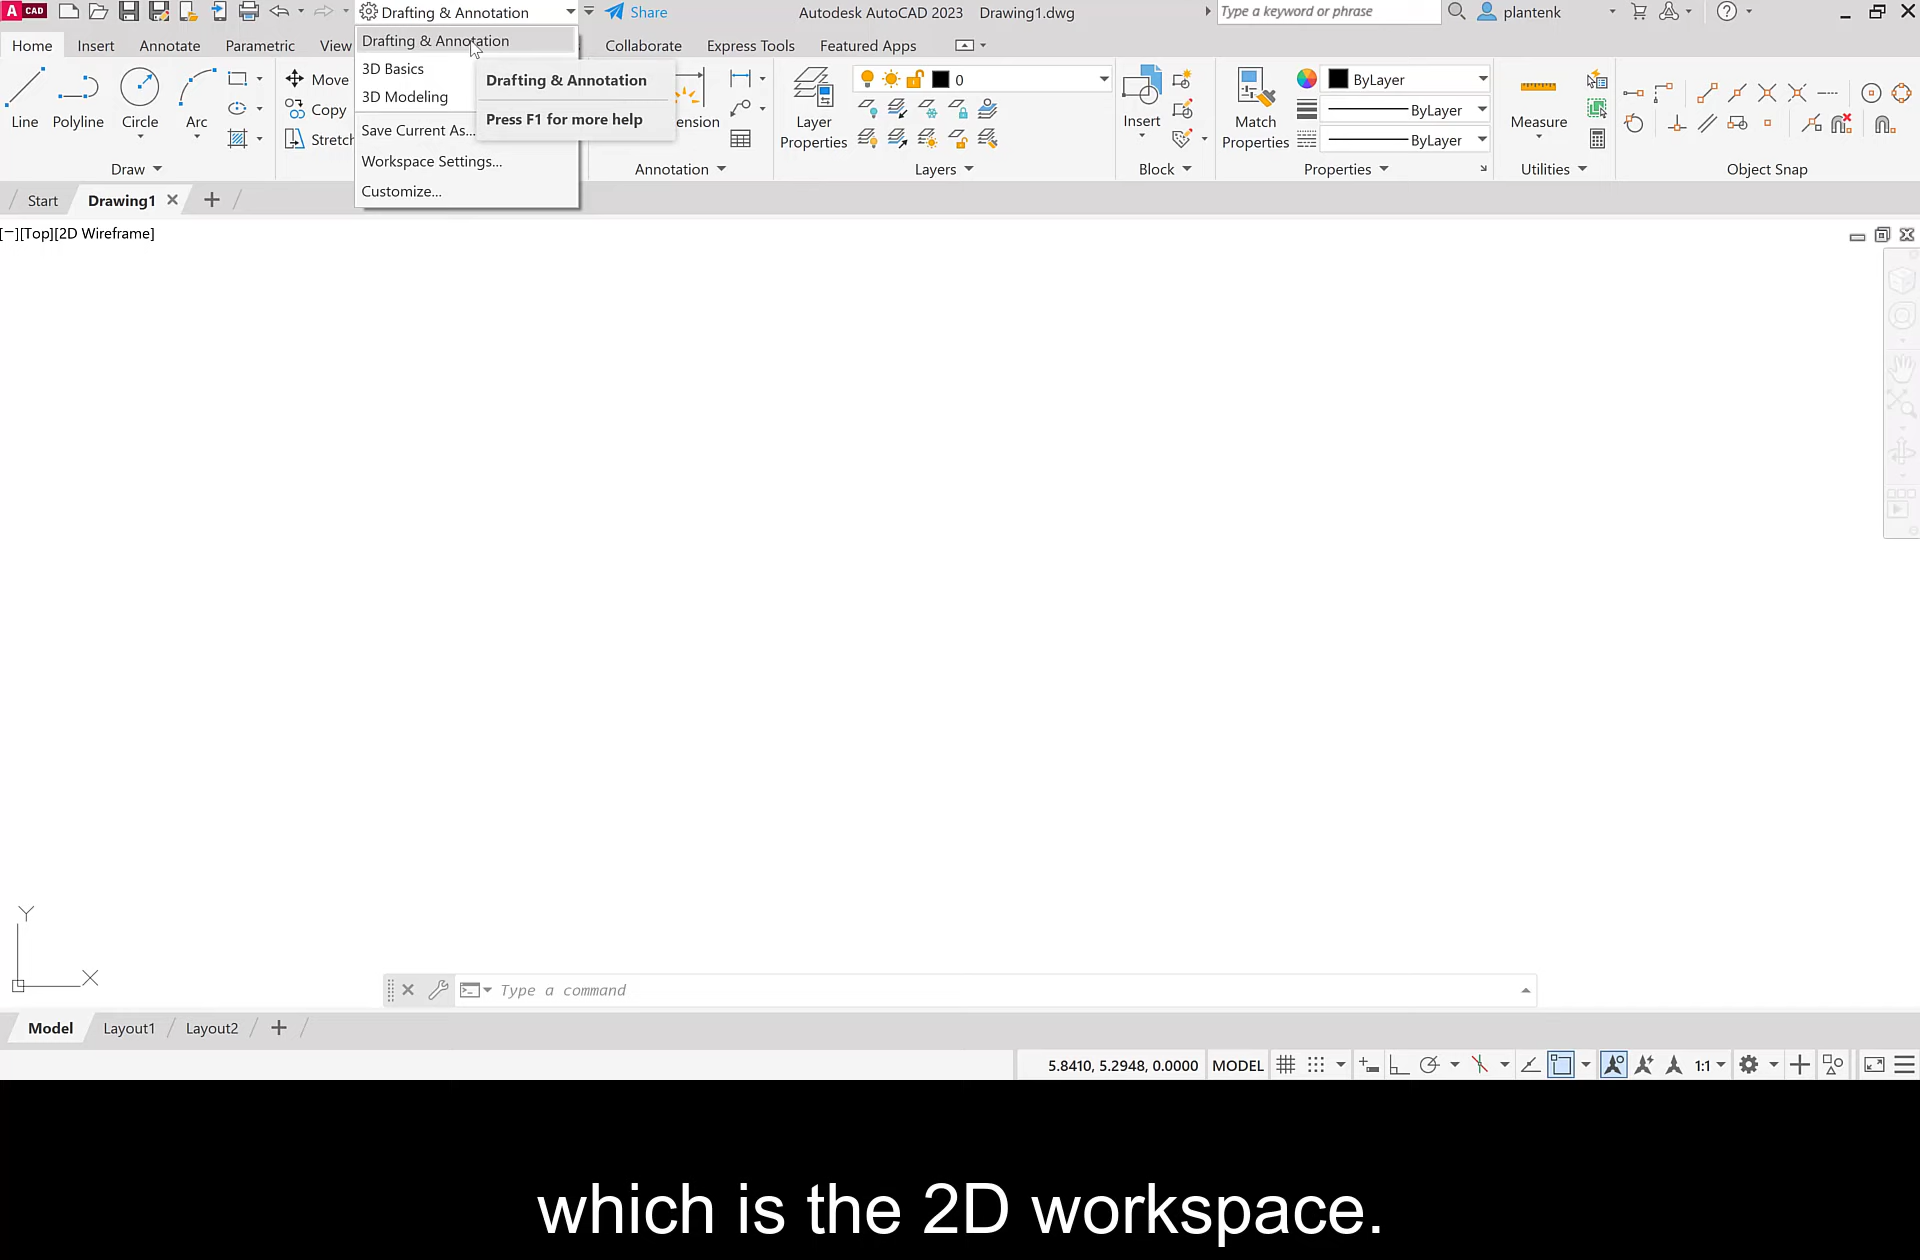 A CAD
Drafting & Annotation
Share
Autodesk AutoCAD 2023 Drawing1.dwg
Type a keyword or phrase
plantenk
Home
Insert
Annotate
Parametric
View
Collaborate
Express Tools
Featured Apps
Drafting & Annotation
3D Basics
3D Modeling
Save Current As...
Workspace Settings...
Customize...
Drafting & Annotation
Press F1 for more help
Line
Polyline
Circle
Arc
Draw
Move
Copy
Stretch
ension
Annotation
Layer
Properties
0
Layers
Insert
Block
Match
Properties
ByLayer
ByLayer
ByLayer
Properties
Measure
Utilities
Object Snap
Start
Drawing1
[−][Top][2D Wireframe]
Y
X
Type a command
Model
Layout1
Layout2
5.8410, 5.2948, 0.0000
MODEL
1:1
which is the 2D workspace.